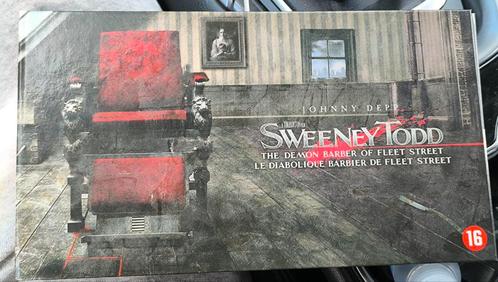 JOHNNY DEPP
SWEENEY TODD
THE DEMON BARBER OF FLEET STREET
LE DIABOLIQUE BARBIER DE FLEET STREET
16